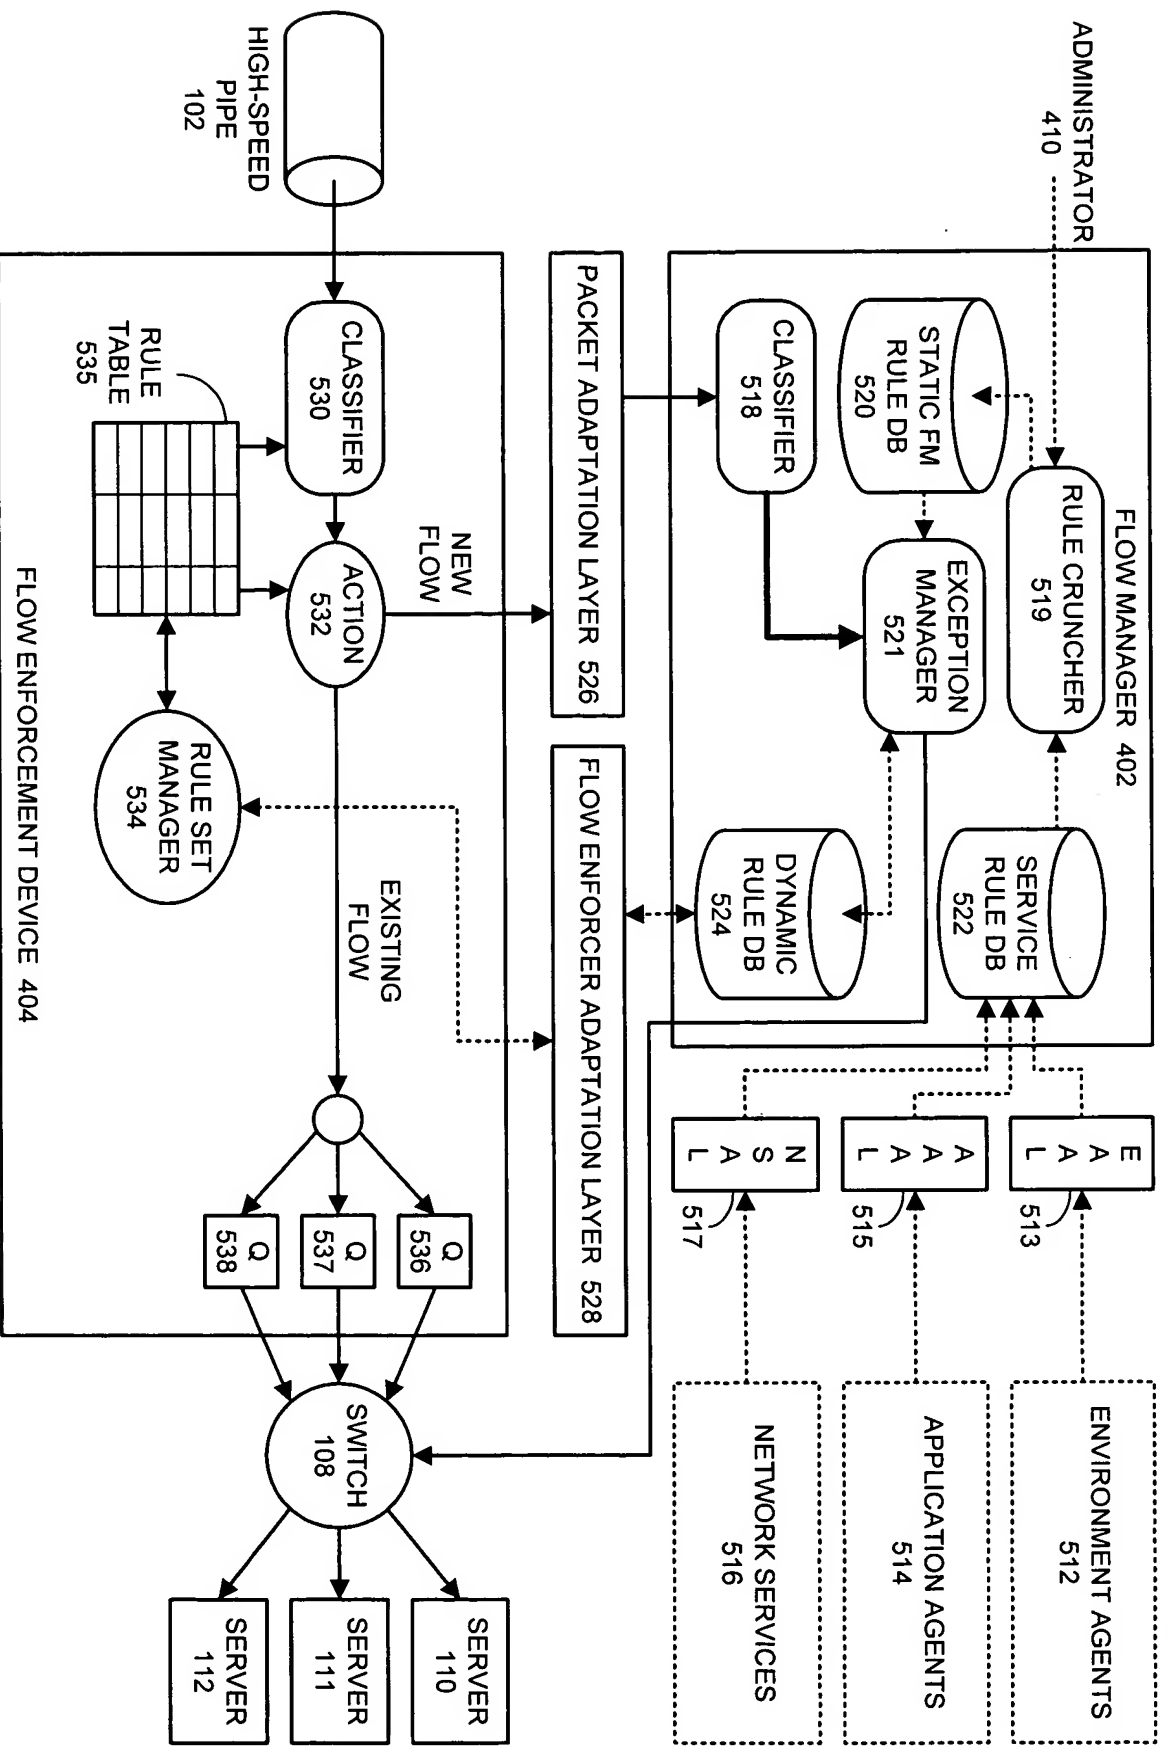 ADMINISTRATOR
410
FLOW MANAGER 402
RULE CRUNCHER
519
SERVICE
RULE DB
522
STATIC FM
RULE DB
520
EXCEPTION
MANAGER
521
CLASSIFIER
518
DYNAMIC
RULE DB
524
E
A
A
L
513
A
A
A
L
515
N
S
A
L
517
ENVIRONMENT AGENTS
512
APPLICATION AGENTS
514
NETWORK SERVICES
516
PACKET ADAPTATION LAYER 526
FLOW ENFORCER ADAPTATION LAYER 528
HIGH-SPEED
PIPE
102
NEW
FLOW
CLASSIFIER
530
ACTION
532
EXISTING
FLOW
RULE
TABLE
535
RULE SET
MANAGER
534
Q
536
Q
537
Q
538
FLOW ENFORCEMENT DEVICE 404
SWITCH
108
SERVER
110
SERVER
111
SERVER
112